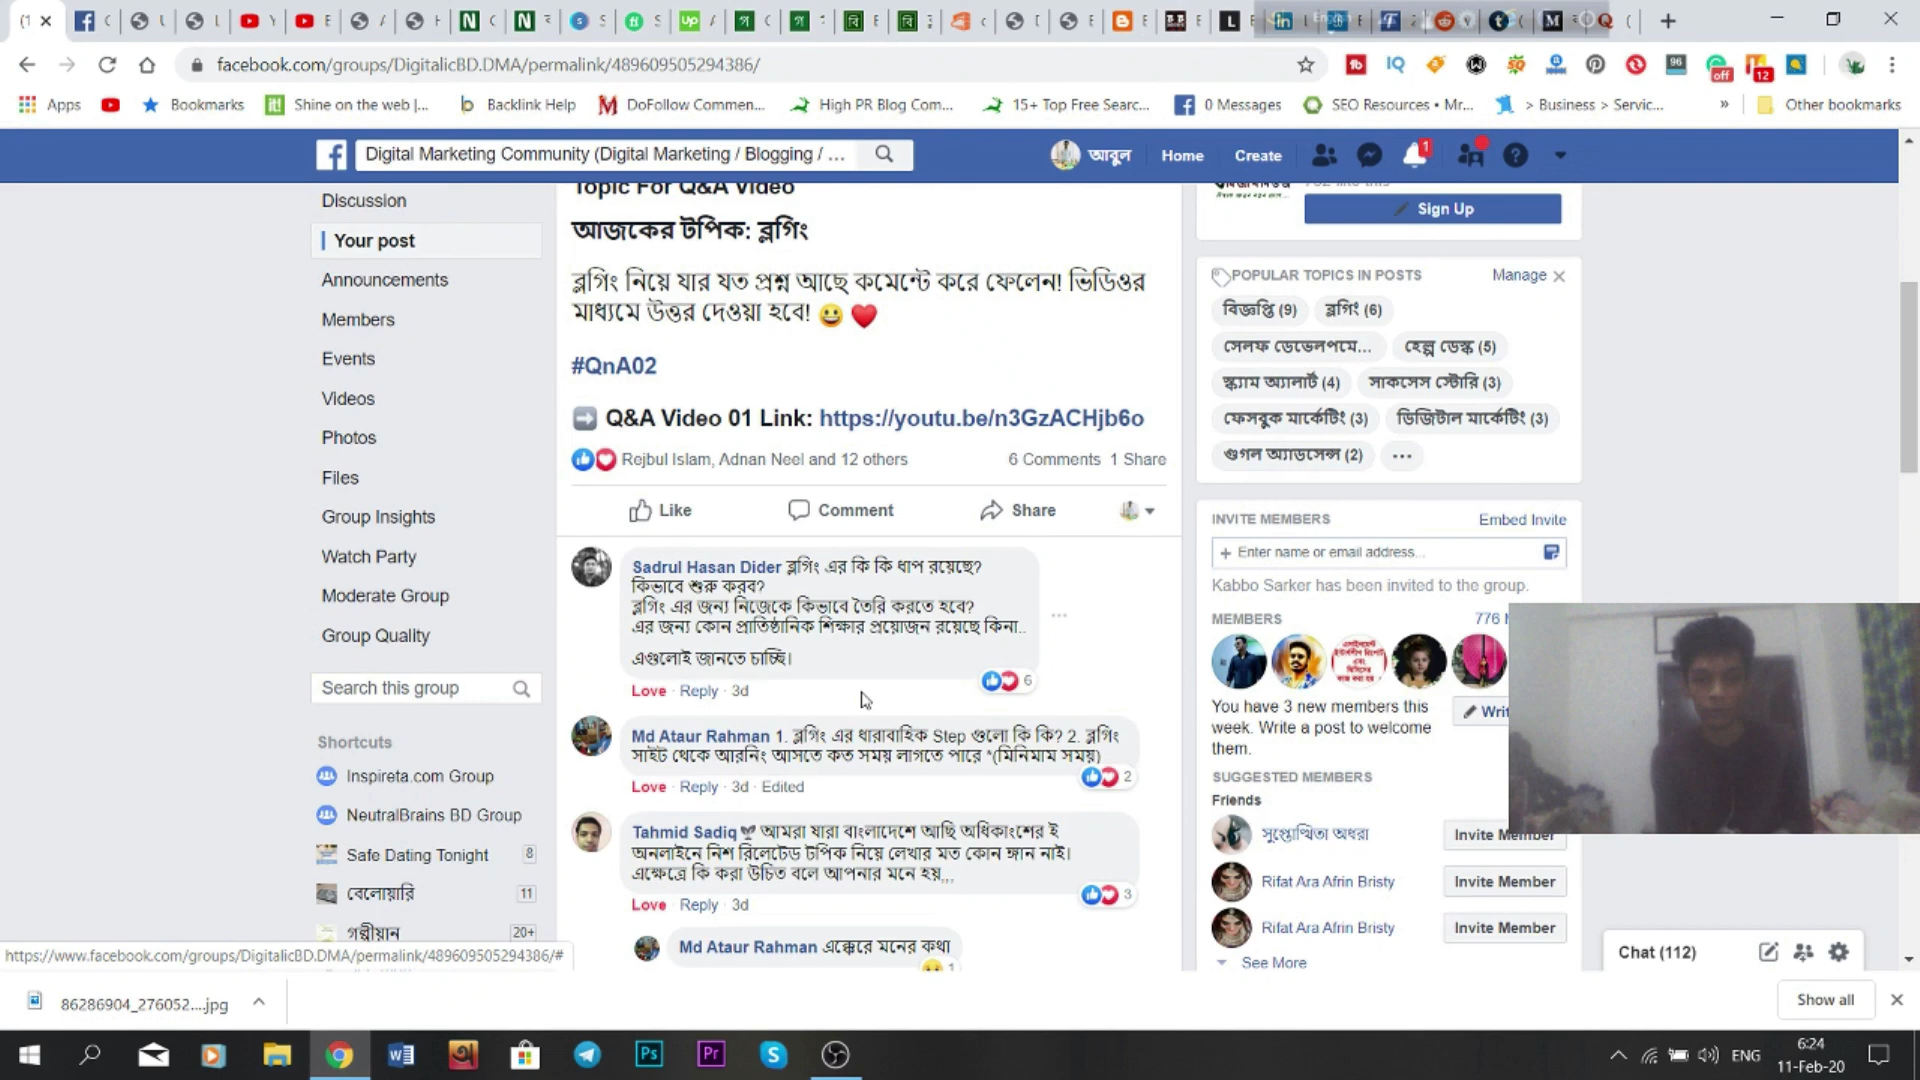 facebook.com/groups/DigitalicBD.DMA/permalink/489609505294386/
Apps
Bookmarks
Shine on the web |...
Backlink Help
DoFollow Commen...
High PR Blog Com...
15+ Top Free Searc...
0 Messages
SEO Resources • Mr...
> Business > Servic...
»
Other bookmarks
Digital Marketing Community (Digital Marketing / Blogging / ...
আবুল
Home
Create
1
Discussion
Your post
Announcements
Members
Events
Videos
Photos
Files
Group Insights
Watch Party
Moderate Group
Group Quality
Search this group
Shortcuts
Inspireta.com Group
NeutralBrains BD Group
Safe Dating Tonight 8
বেলোয়ারি 11
গল্পীয়ান 20+
Topic For Q&A Video
আজকের টপিক: ব্লগিং
ব্লগিং নিয়ে যার যত প্রশ্ন আছে কমেন্টে করে ফেলেন! ভিডিওর
মাধ্যমে উত্তর দেওয়া হবে! 😀 ❤️
#QnA02
➡️ Q&A Video 01 Link: https://youtu.be/n3GzACHjb6o
Rejbul Islam, Adnan Neel and 12 others
6 Comments 1 Share
Like
Comment
Share
Sadrul Hasan Dider ব্লগিং এর কি কি ধাপ রয়েছে?
কিভাবে শুরু করব?
ব্লগিং এর জন্য নিজেকে কিভাবে তৈরি করতে হবে?
এর জন্য কোন প্রাতিষ্ঠানিক শিক্ষার প্রয়োজন রয়েছে কিনা..
এগুলোই জানতে চাচ্ছি।
6
Love · Reply · 3d
Md Ataur Rahman 1. ব্লগিং এর ধারাবাহিক Step গুলো কি কি? 2. ব্লগিং
সাইট থেকে আরনিং আসতে কত সময় লাগতে পারে *(মিনিমাম সময়)
2
Love · Reply · 3d · Edited
Tahmid Sadiq আমরা যারা বাংলাদেশে আছি অধিকাংশের ই
অনলাইনে নিশ রিলেটেড টপিক নিয়ে লেখার মত কোন জ্ঞান নাই।
এক্ষেত্রে কি করা উচিত বলে আপনার মনে হয়,,,
3
Love · Reply · 3d
Md Ataur Rahman এক্কেরে মনের কথা
1
Sign Up
POPULAR TOPICS IN POSTS
Manage
বিজ্ঞপ্তি (9)
ব্লগিং (6)
সেলফ ডেভেলপমে...
হেল্প ডেস্ক (5)
স্ক্যাম অ্যালার্ট (4)
সাকসেস স্টোরি (3)
ফেসবুক মার্কেটিং (3)
ডিজিটাল মার্কেটিং (3)
গুগল অ্যাডসেন্স (2)
...
INVITE MEMBERS
Embed Invite
+ Enter name or email address...
Kabbo Sarker has been invited to the group.
MEMBERS
776
You have 3 new members this
week. Write a post to welcome
them.
SUGGESTED MEMBERS
Friends
সুপ্তোত্থিতা অধরা
Invite Member
Rifat Ara Afrin Bristy
Invite Member
Rifat Ara Afrin Bristy
Invite Member
See More
Chat (112)
https://www.facebook.com/groups/DigitalicBD.DMA/permalink/489609505294386/#
86286904_276052....jpg
Show all
ENG
6:24
11-Feb-20